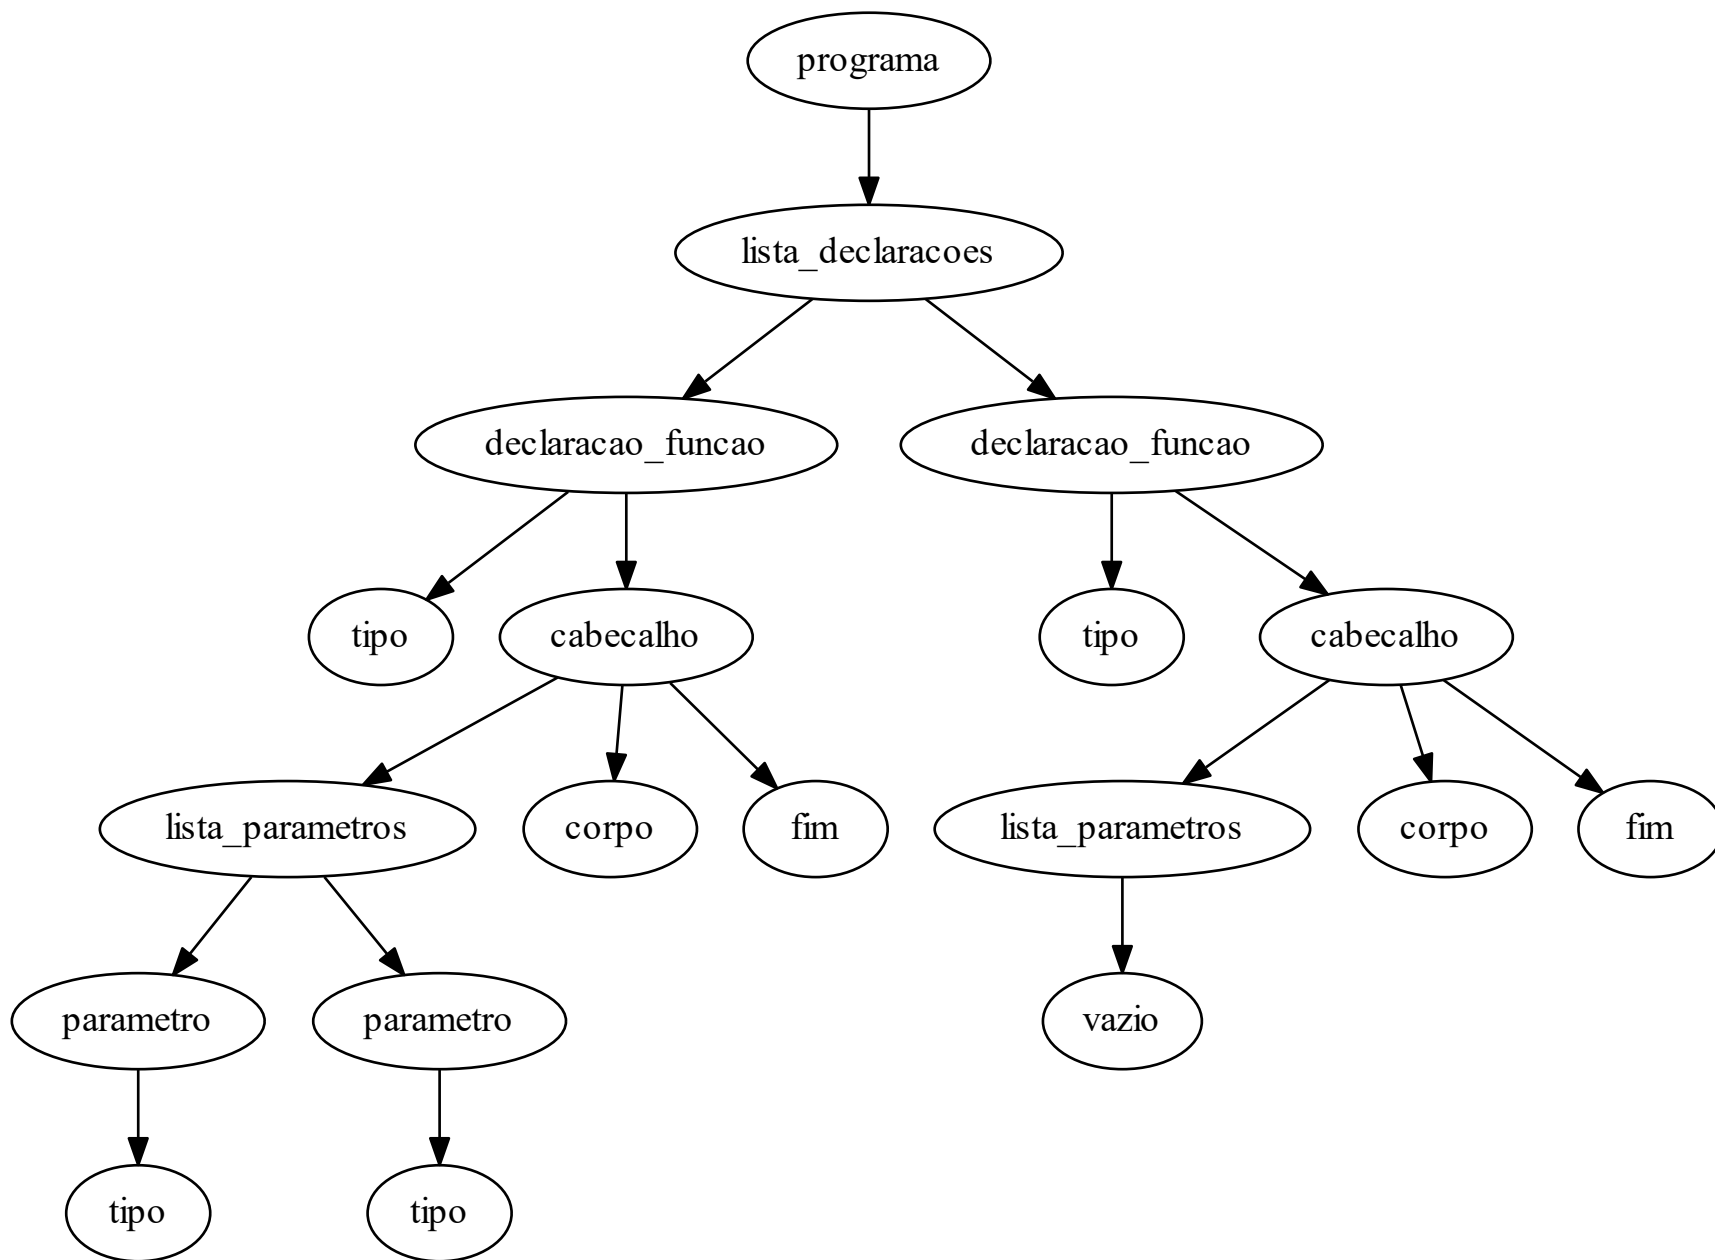 programa
lista_declaracoes
declaracao_funcao declaracao_funcao
tipo cabecalho tipo cabecalho
lista_parametros corpo fim lista_parametros corpo fim
parametro parametro vazio
tipo tipo